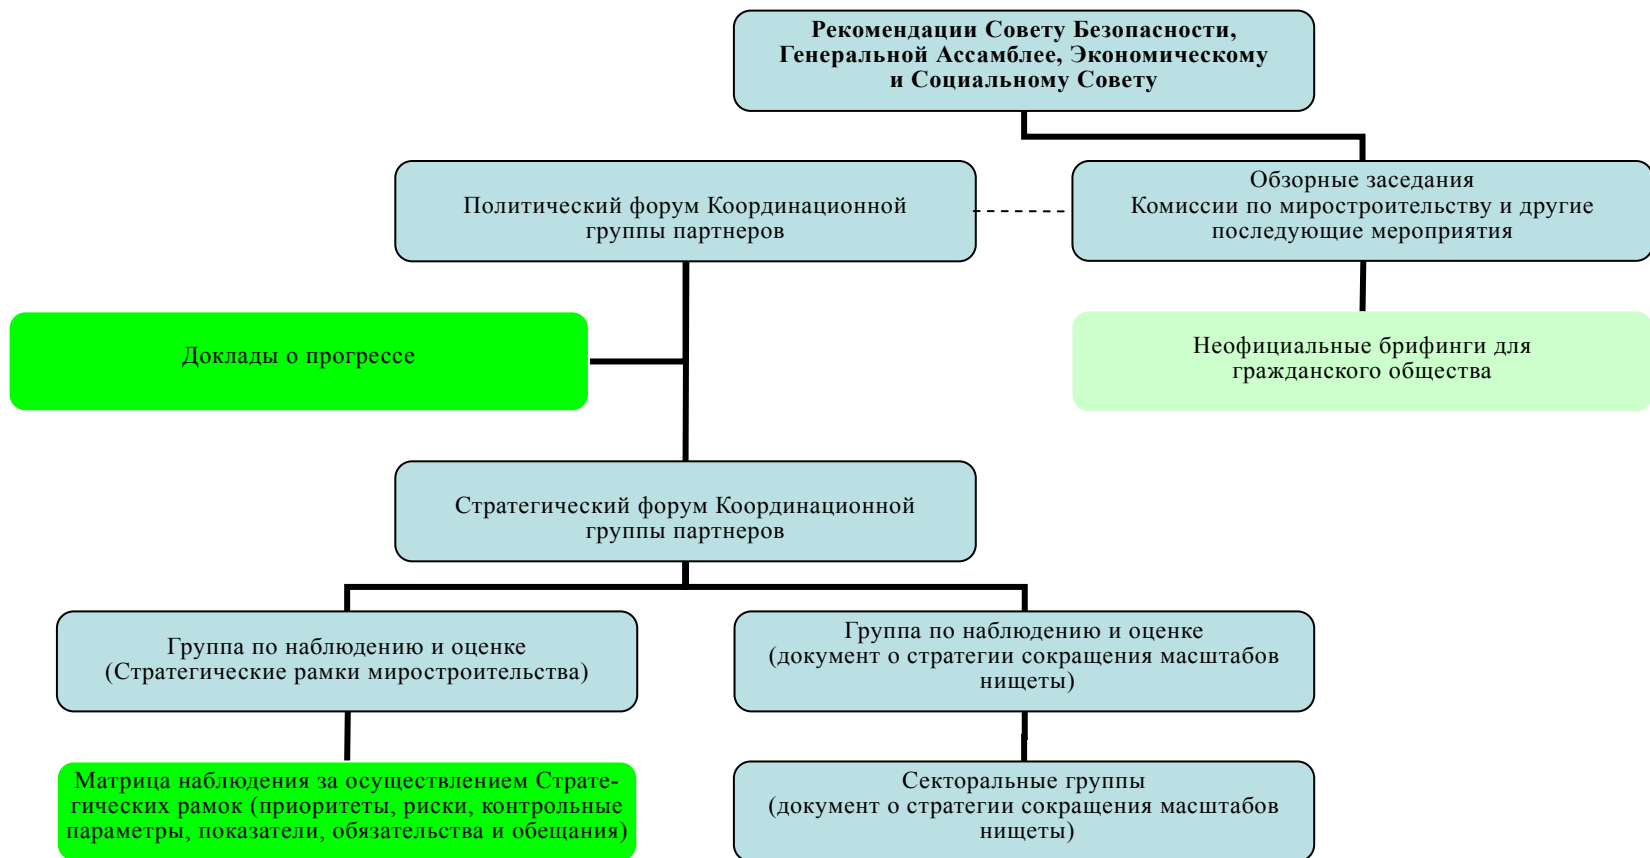 Рекомендации Совету Безопасности,
Генеральной Ассамблее, Экономическому
и Социальному Совету
Политический форум Координационной
группы партнеров
Обзорные заседания
Комиссии по миростроительству и другие
последующие мероприятия
Доклады о прогрессе
Неофициальные брифинги для
гражданского общества
Стратегический форум Координационной
группы партнеров
Группа по наблюдению и оценке
(Стратегические рамки миростроительства)
Группа по наблюдению и оценке
(документ о стратегии сокращения масштабов
нищеты)
Матрица наблюдения за осуществлением Страте-
гических рамок (приоритеты, риски, контрольные
параметры, показатели, обязательства и обещания)
Секторальные группы
(документ о стратегии сокращения масштабов
нищеты)